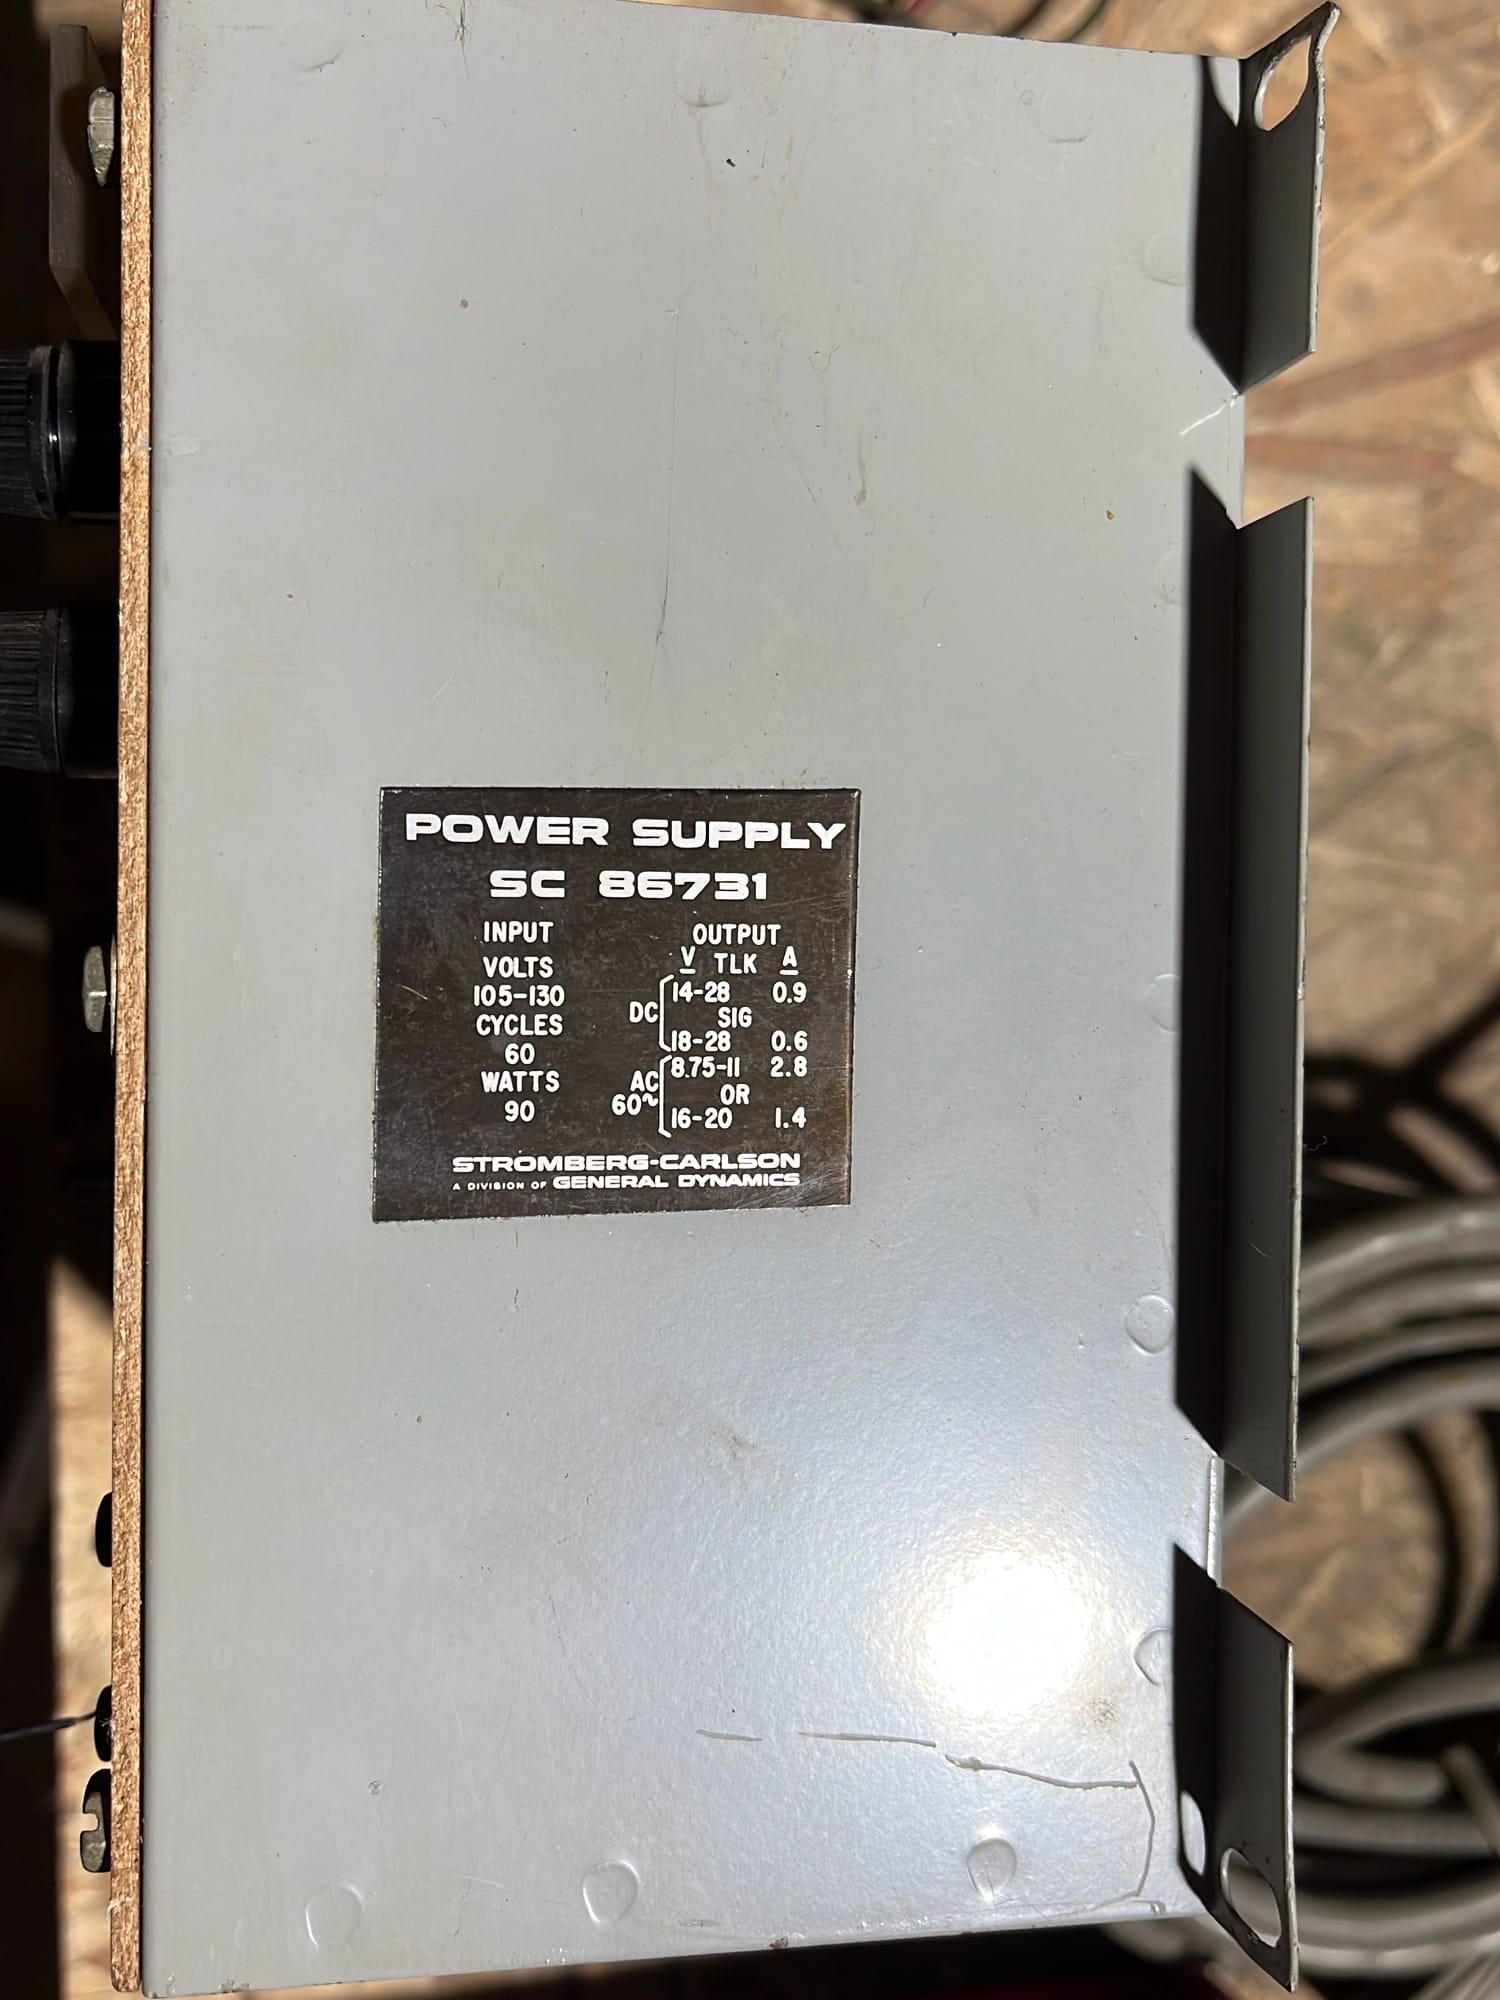 POWER SUPPLY
SC 86731
INPUT
VOLTS
105-130
CYCLES
60
WATTS
90
OUTPUT
V TLK A
DC
14-28 0.9
SIG
18-28 0.6
AC
60~
8.75-11 2.8
OR
16-20 1.4
STROMBERG-CARLSON
A DIVISION OF GENERAL DYNAMICS